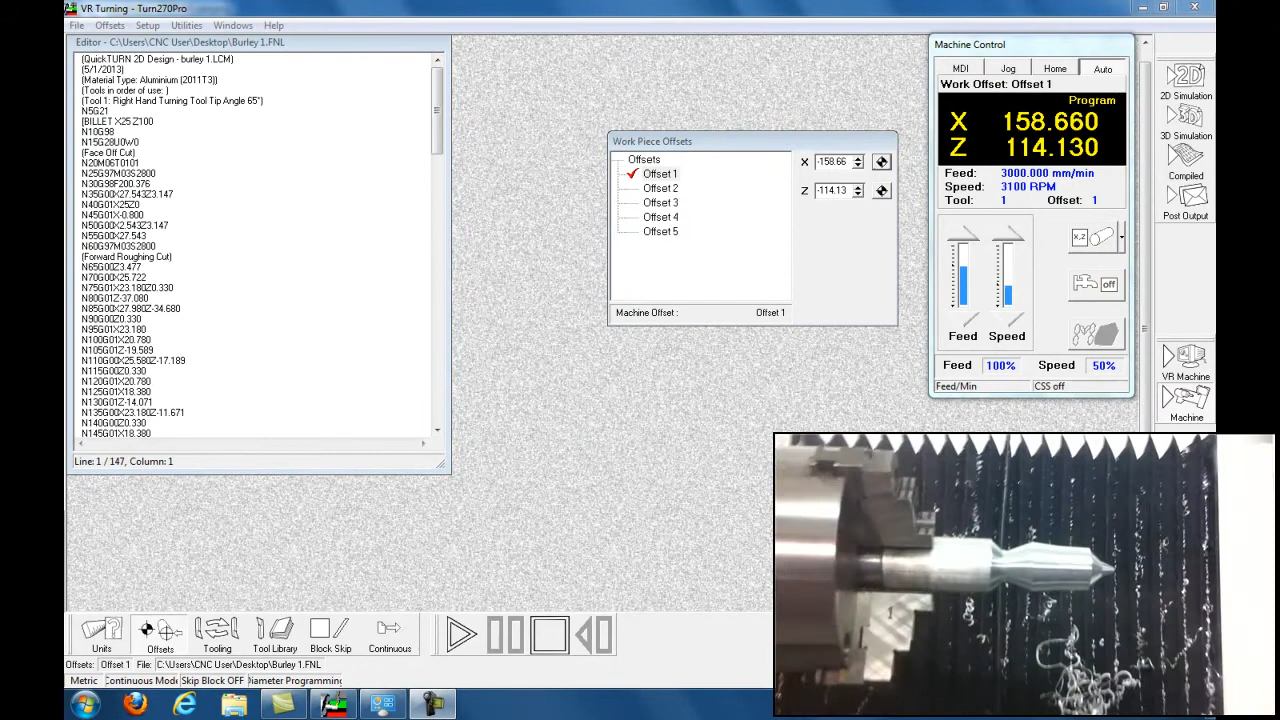 VR Turning - Turn270Pro
File Offsets Setup Utilities Windows Help
Editor - C:\Users\CNC User\Desktop\Burley 1.FNL
(QuickTURN 2D Design - burley 1.LCM)
(5/1/2013)
(Material Type: Aluminium (2011T3))
(Tools in order of use: )
(Tool 1: Right Hand Turning Tool Tip Angle 65°)
N5G21
(BILLET X25 Z100
N10G98
N15G28U0W0
(Face Off Cut)
N20M06T0101
N25G97M03S2800
N30G98F200.376
N35G00X27.543Z3.147
N40G01X25Z0
N45G01X-0.800
N50G00X2.543Z3.147
N55G00X27.543
N60G97M03S2800
(Forward Roughing Cut)
N65G00Z3.477
N70G00X25.722
N75G00X23.180Z0.330
N80G01Z-37.080
N85G00X27.980Z-34.680
N90G00Z0.330
N95G01X23.180
N100G01X20.780
N105G01Z-19.589
N110G00X25.580Z-17.189
N115G00Z0.330
N120G01X20.780
N125G01X18.380
N130G01Z-14.071
N135G00X23.180Z-11.671
N140G00Z0.330
N145G01X18.380
Line: 1 / 147, Column: 1
Work Piece Offsets
Offsets
Offset 1
Offset 2
Offset 3
Offset 4
Offset 5
X -158.66
Z -114.13
Machine Offset : Offset 1
Machine Control
MDI Jog Home Auto
Work Offset: Offset 1
Program
X 158.660
Z 114.130
Feed: 3000.000 mm/min
Speed: 3100 RPM
Tool: 1 Offset: 1
X,Z
off
Feed Speed
Feed 100% Speed 50%
Feed/Min CSS off
2D
2D Simulation
3D
3D Simulation
Compiled
Post Output
VR Machine
Machine
1
Units Offsets Tooling Tool Library Block Skip Continuous
Offsets: Offset 1 File: C:\Users\CNC User\Desktop\Burley 1.FNL
Metric Continuous Mode Skip Block OFF Diameter Programming